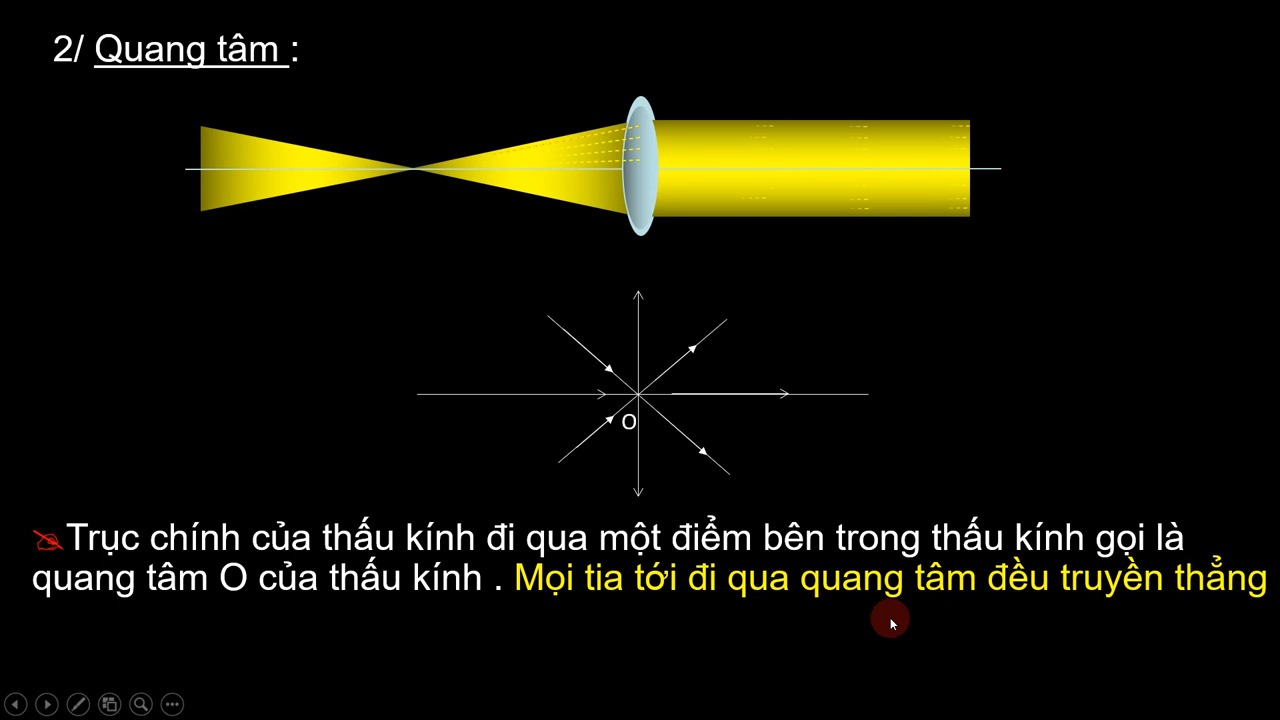 2/ Quang tâm :
O
Trục chính của thấu kính đi qua một điểm bên trong thấu kính gọi là
quang tâm O của thấu kính . Mọi tia tới đi qua quang tâm đều truyền thẳng